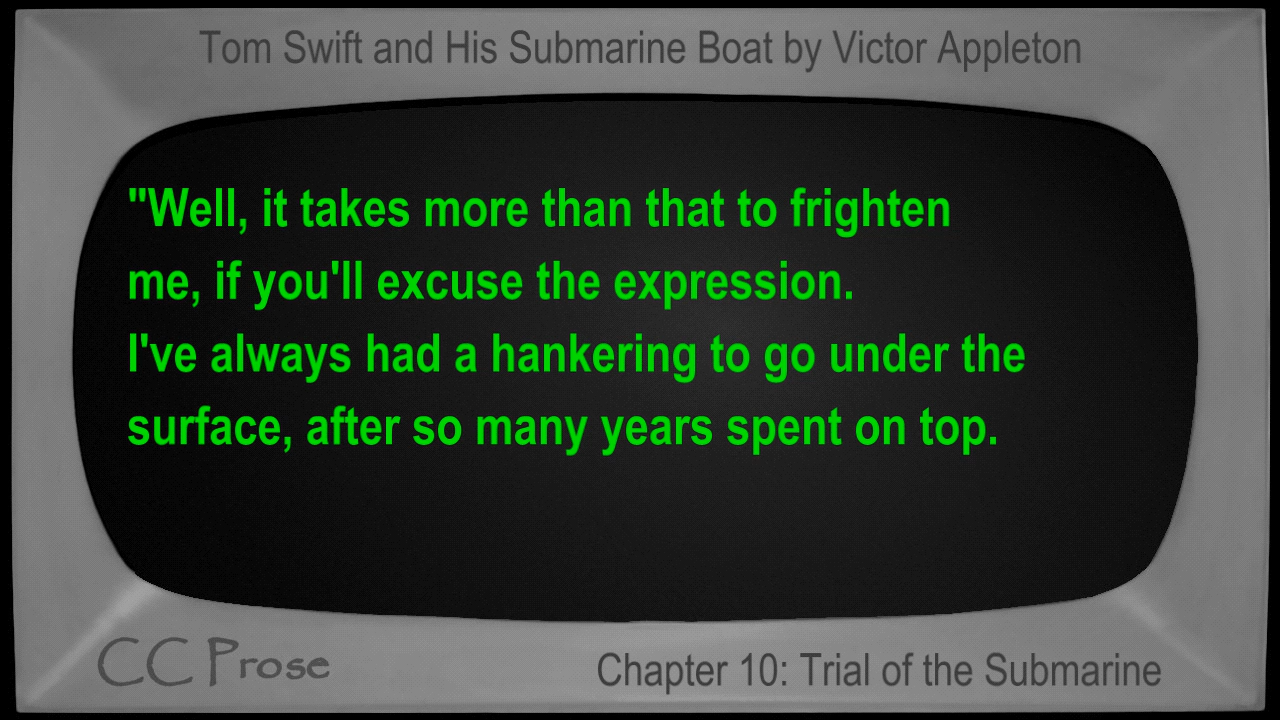 Tom Swift and His Submarine Boat by Victor Appleton
"Well, it takes more than that to frighten
me, if you'll excuse the expression.
I've always had a hankering to go under the
surface, after so many years spent on top.
CC Prose
Chapter 10: Trial of the Submarine